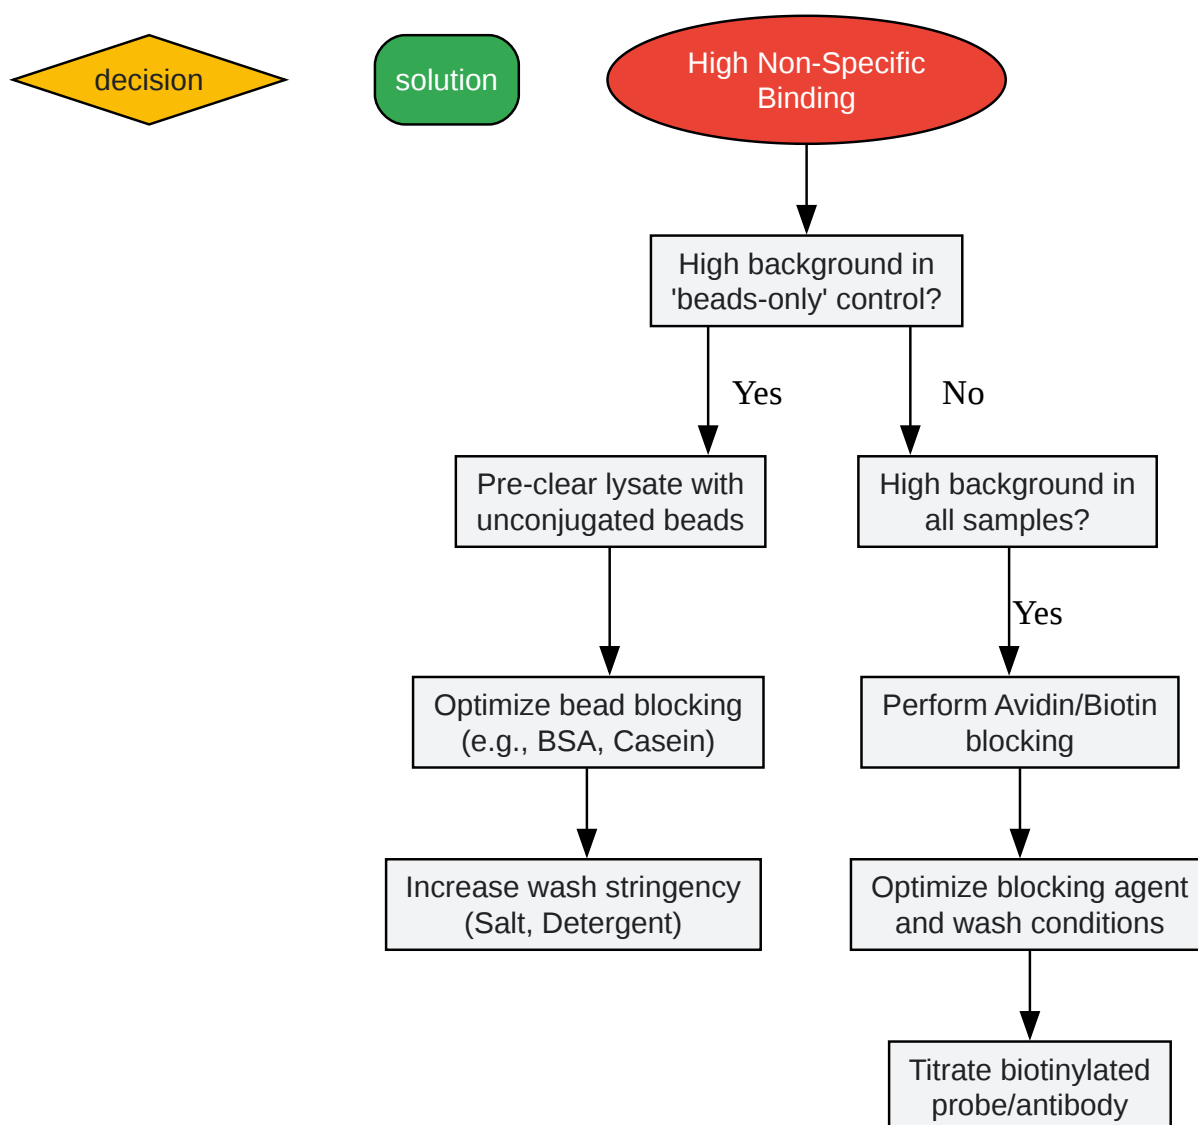 decision
solution
High Non-Specific
Binding
High background in
'beads-only' control?
Yes
No
Pre-clear lysate with
unconjugated beads
High background in
all samples?
Yes
Optimize bead blocking
(e.g., BSA, Casein)
Perform Avidin/Biotin
blocking
Increase wash stringency
(Salt, Detergent)
Optimize blocking agent
and wash conditions
Titrate biotinylated
probe/antibody